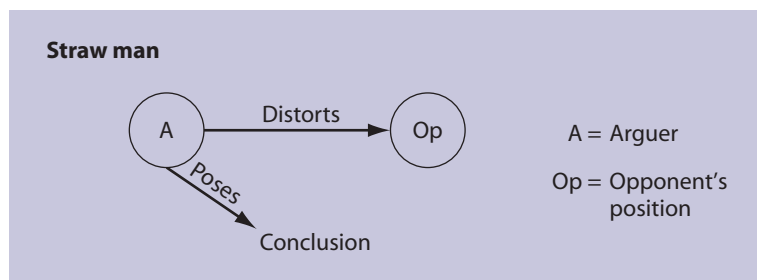 Straw man
A
Distorts
Op
Poses
Conclusion
A = Arguer
Op = Opponent's
position